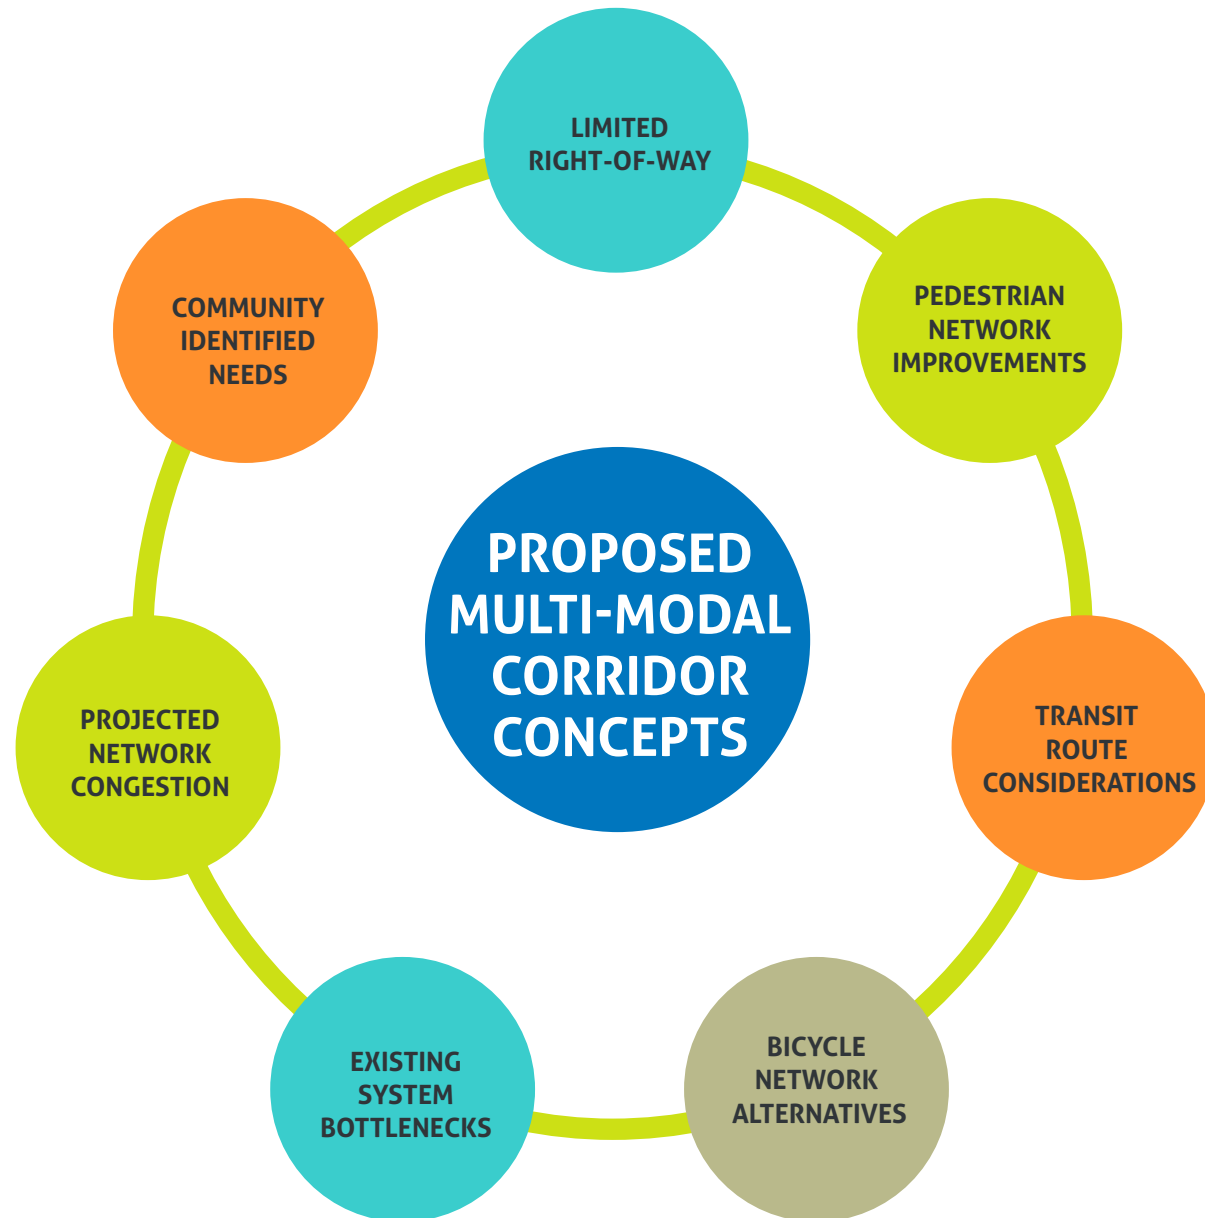 LIMITED
RIGHT-OF-WAY
PEDESTRIAN
NETWORK
IMPROVEMENTS
TRANSIT
ROUTE
CONSIDERATIONS
BICYCLE
NETWORK
ALTERNATIVES
EXISTING
SYSTEM
BOTTLENECKS
PROJECTED
NETWORK
CONGESTION
COMMUNITY
IDENTIFIED
NEEDS
PROPOSED
MULTI-MODAL
CORRIDOR
CONCEPTS